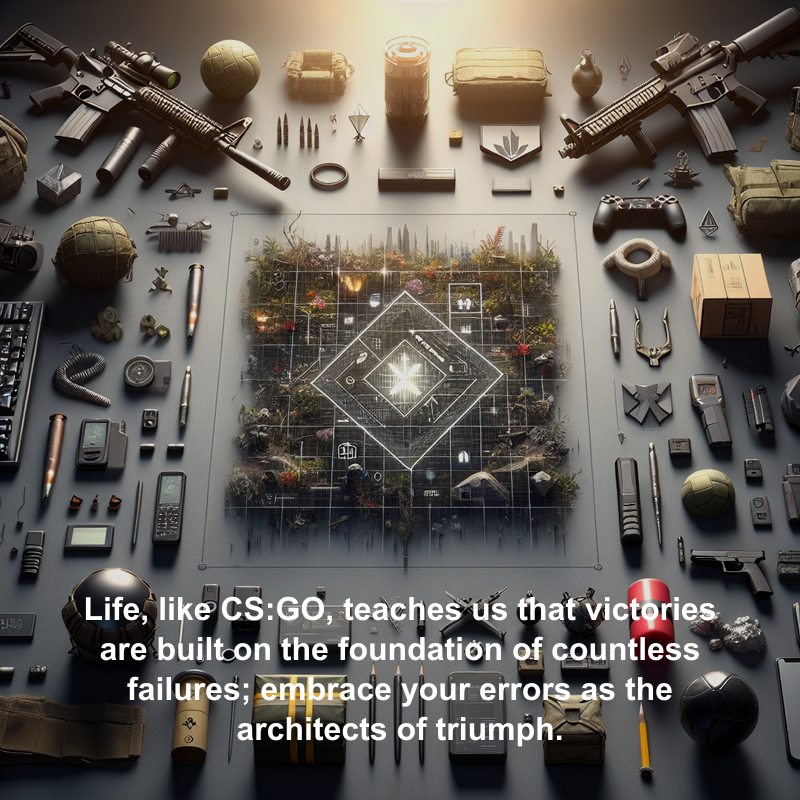 Life, like CS:GO, teaches us that victories
are built on the foundation of countless
failures; embrace your errors as the
architects of triumph.